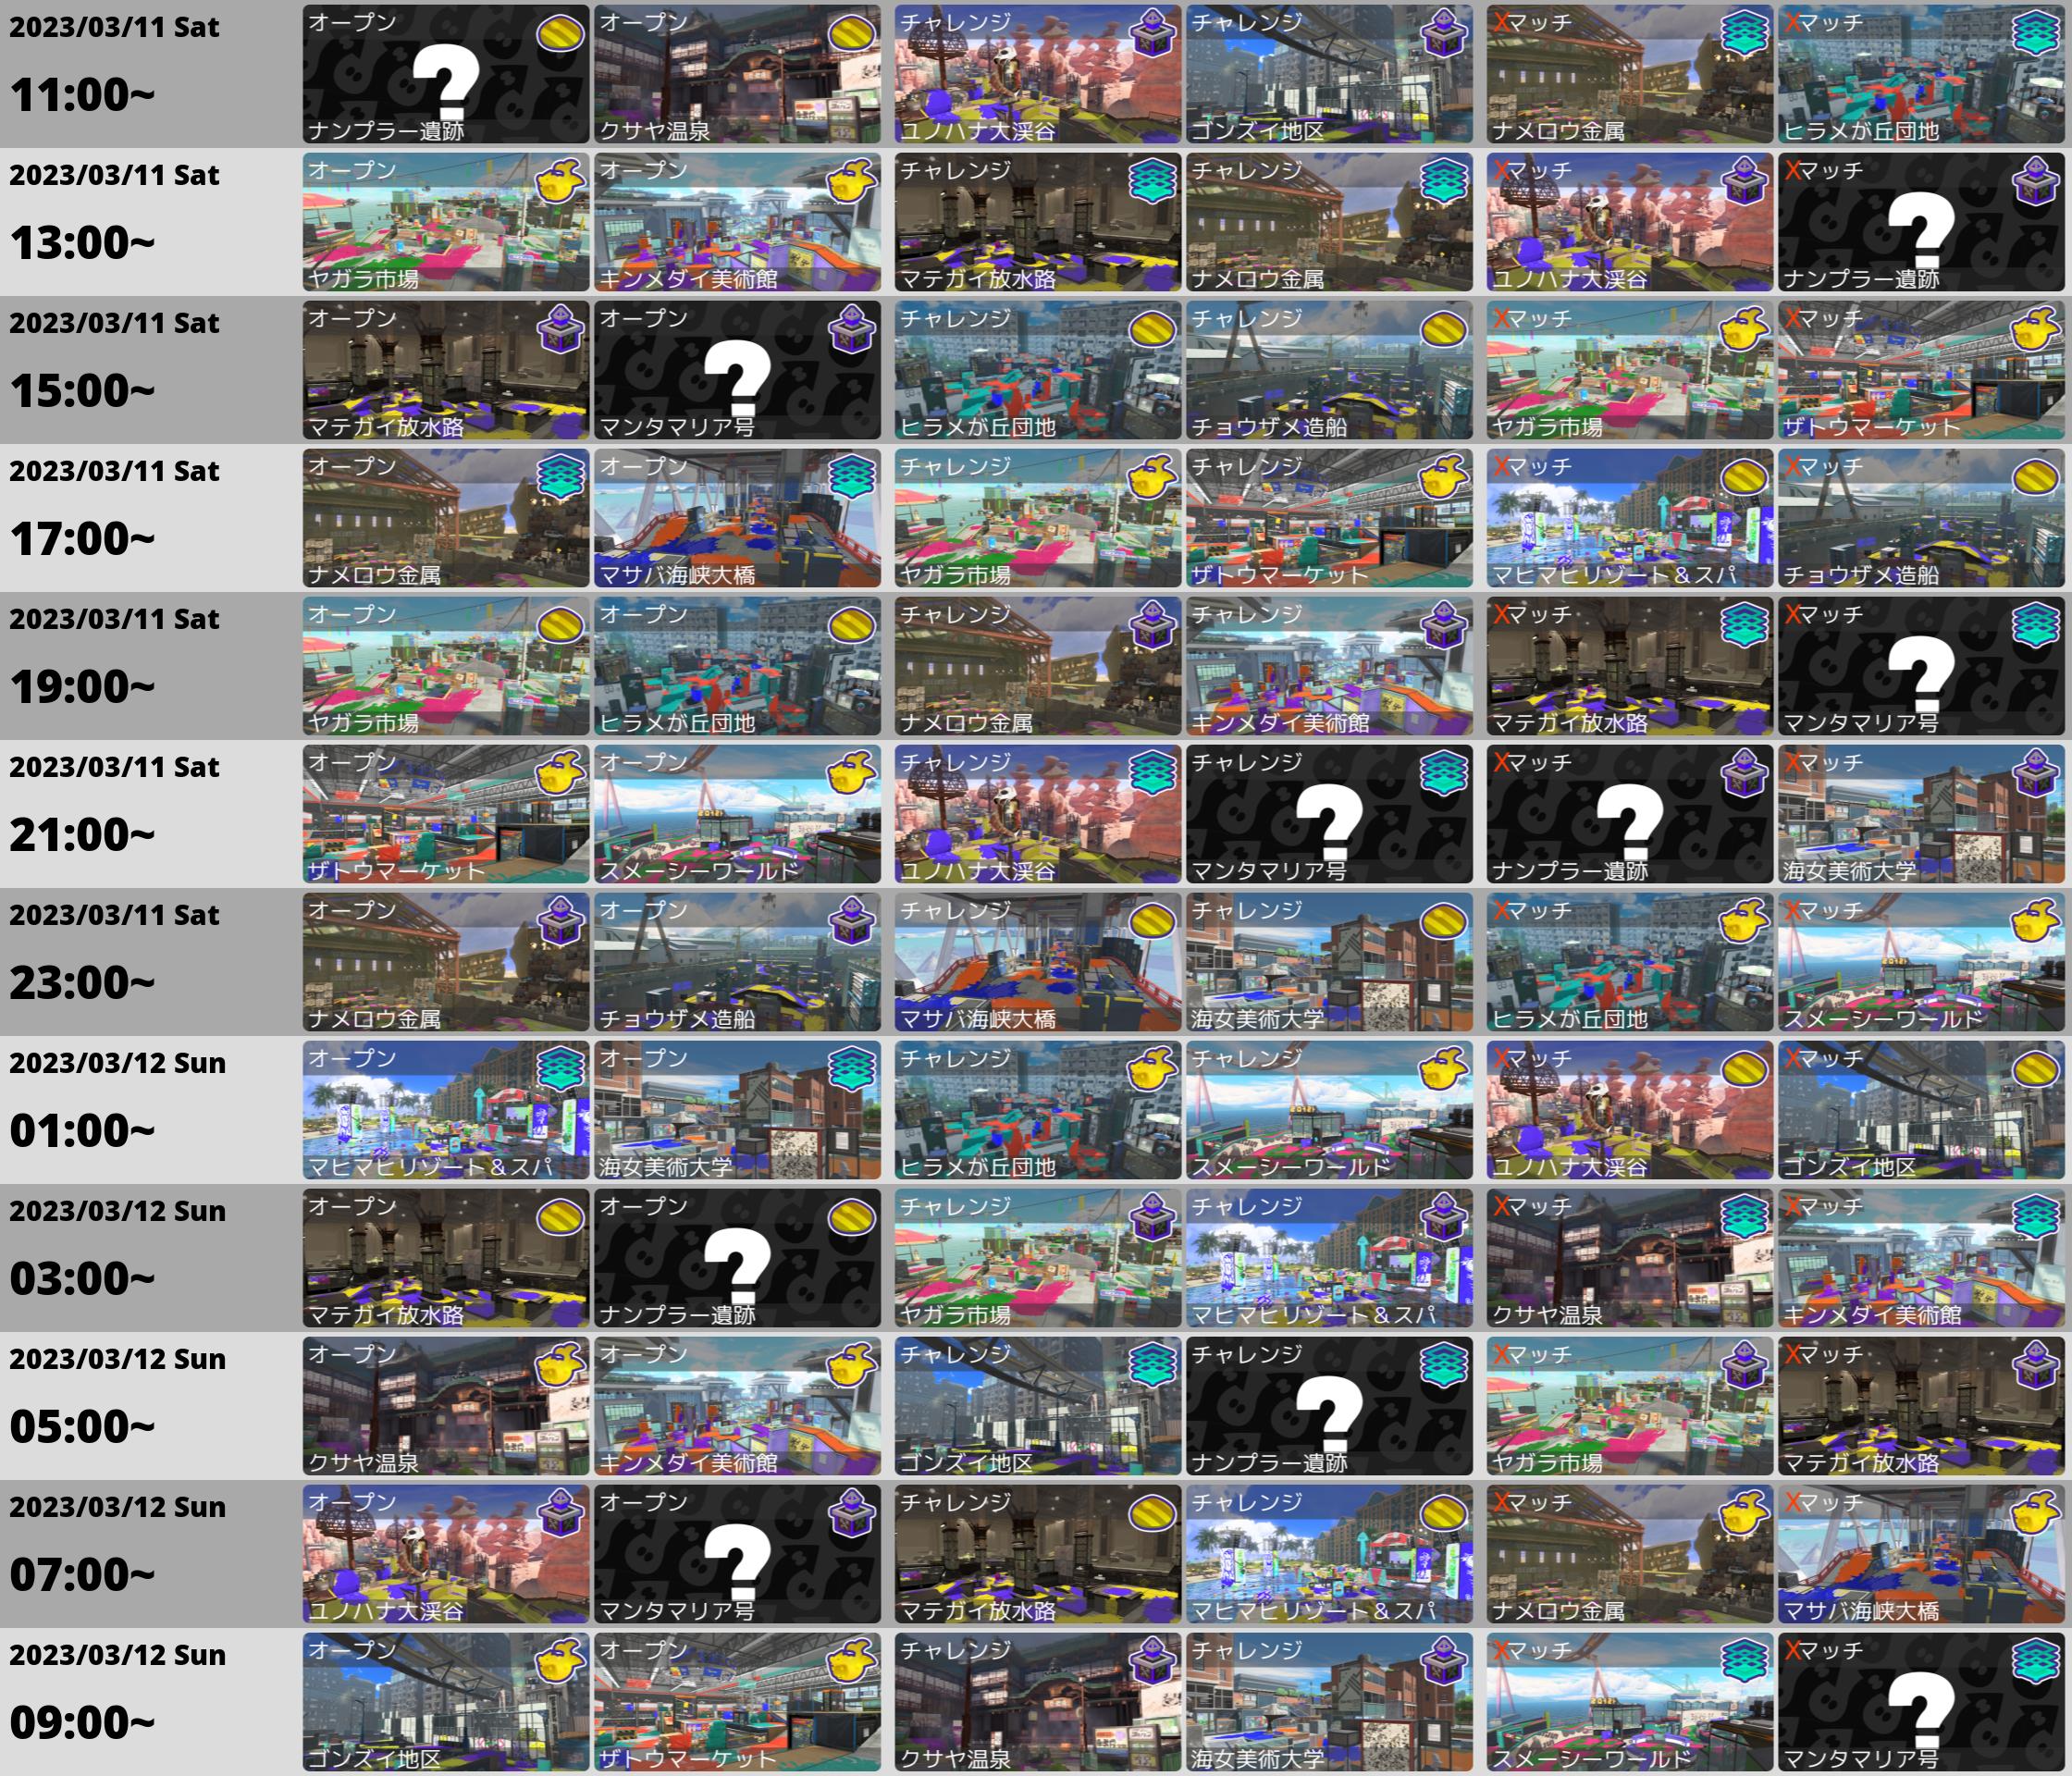 2023/03/11 Sat
11:00~
オープン オープン チャレンジ チャレンジ Xマッチ Xマッチ
ナンプラー遺跡 クサヤ温泉 ユノハナ大渓谷 ゴンズイ地区 ナメロウ金属 ヒラメが丘団地
2023/03/11 Sat
13:00~
オープン オープン チャレンジ チャレンジ Xマッチ Xマッチ
ヤガラ市場 キンメダイ美術館 マテガイ放水路 ナメロウ金属 ユノハナ大渓谷 ナンプラー遺跡
2023/03/11 Sat
15:00~
オープン オープン チャレンジ チャレンジ Xマッチ Xマッチ
マテガイ放水路 マンタマリア号 ヒラメが丘団地 チョウザメ造船 ヤガラ市場 ザトウマーケット
2023/03/11 Sat
17:00~
オープン オープン チャレンジ チャレンジ Xマッチ Xマッチ
ナメロウ金属 マサバ海峡大橋 ヤガラ市場 ザトウマーケット マヒマヒリゾート＆スパ チョウザメ造船
2023/03/11 Sat
19:00~
オープン オープン チャレンジ チャレンジ Xマッチ Xマッチ
ヤガラ市場 ヒラメが丘団地 ナメロウ金属 キンメダイ美術館 マテガイ放水路 マンタマリア号
2023/03/11 Sat
21:00~
オープン オープン チャレンジ チャレンジ Xマッチ Xマッチ
ザトウマーケット スメーシーワールド ユノハナ大渓谷 マンタマリア号 ナンプラー遺跡 海女美術大学
2023/03/11 Sat
23:00~
オープン オープン チャレンジ チャレンジ Xマッチ Xマッチ
ナメロウ金属 チョウザメ造船 マサバ海峡大橋 海女美術大学 ヒラメが丘団地 スメーシーワールド
2023/03/12 Sun
01:00~
オープン オープン チャレンジ チャレンジ Xマッチ Xマッチ
マヒマヒリゾート＆スパ 海女美術大学 ヒラメが丘団地 スメーシーワールド ユノハナ大渓谷 ゴンズイ地区
2023/03/12 Sun
03:00~
オープン オープン チャレンジ チャレンジ Xマッチ Xマッチ
マテガイ放水路 ナンプラー遺跡 ヤガラ市場 マヒマヒリゾート＆スパ クサヤ温泉 キンメダイ美術館
2023/03/12 Sun
05:00~
オープン オープン チャレンジ チャレンジ Xマッチ Xマッチ
クサヤ温泉 キンメダイ美術館 ゴンズイ地区 ナンプラー遺跡 ヤガラ市場 マテガイ放水路
2023/03/12 Sun
07:00~
オープン オープン チャレンジ チャレンジ Xマッチ Xマッチ
ユノハナ大渓谷 マンタマリア号 マテガイ放水路 マヒマヒリゾート＆スパ ナメロウ金属 マサバ海峡大橋
2023/03/12 Sun
09:00~
オープン オープン チャレンジ チャレンジ Xマッチ Xマッチ
ゴンズイ地区 ザトウマーケット クサヤ温泉 海女美術大学 スメーシーワールド マンタマリア号